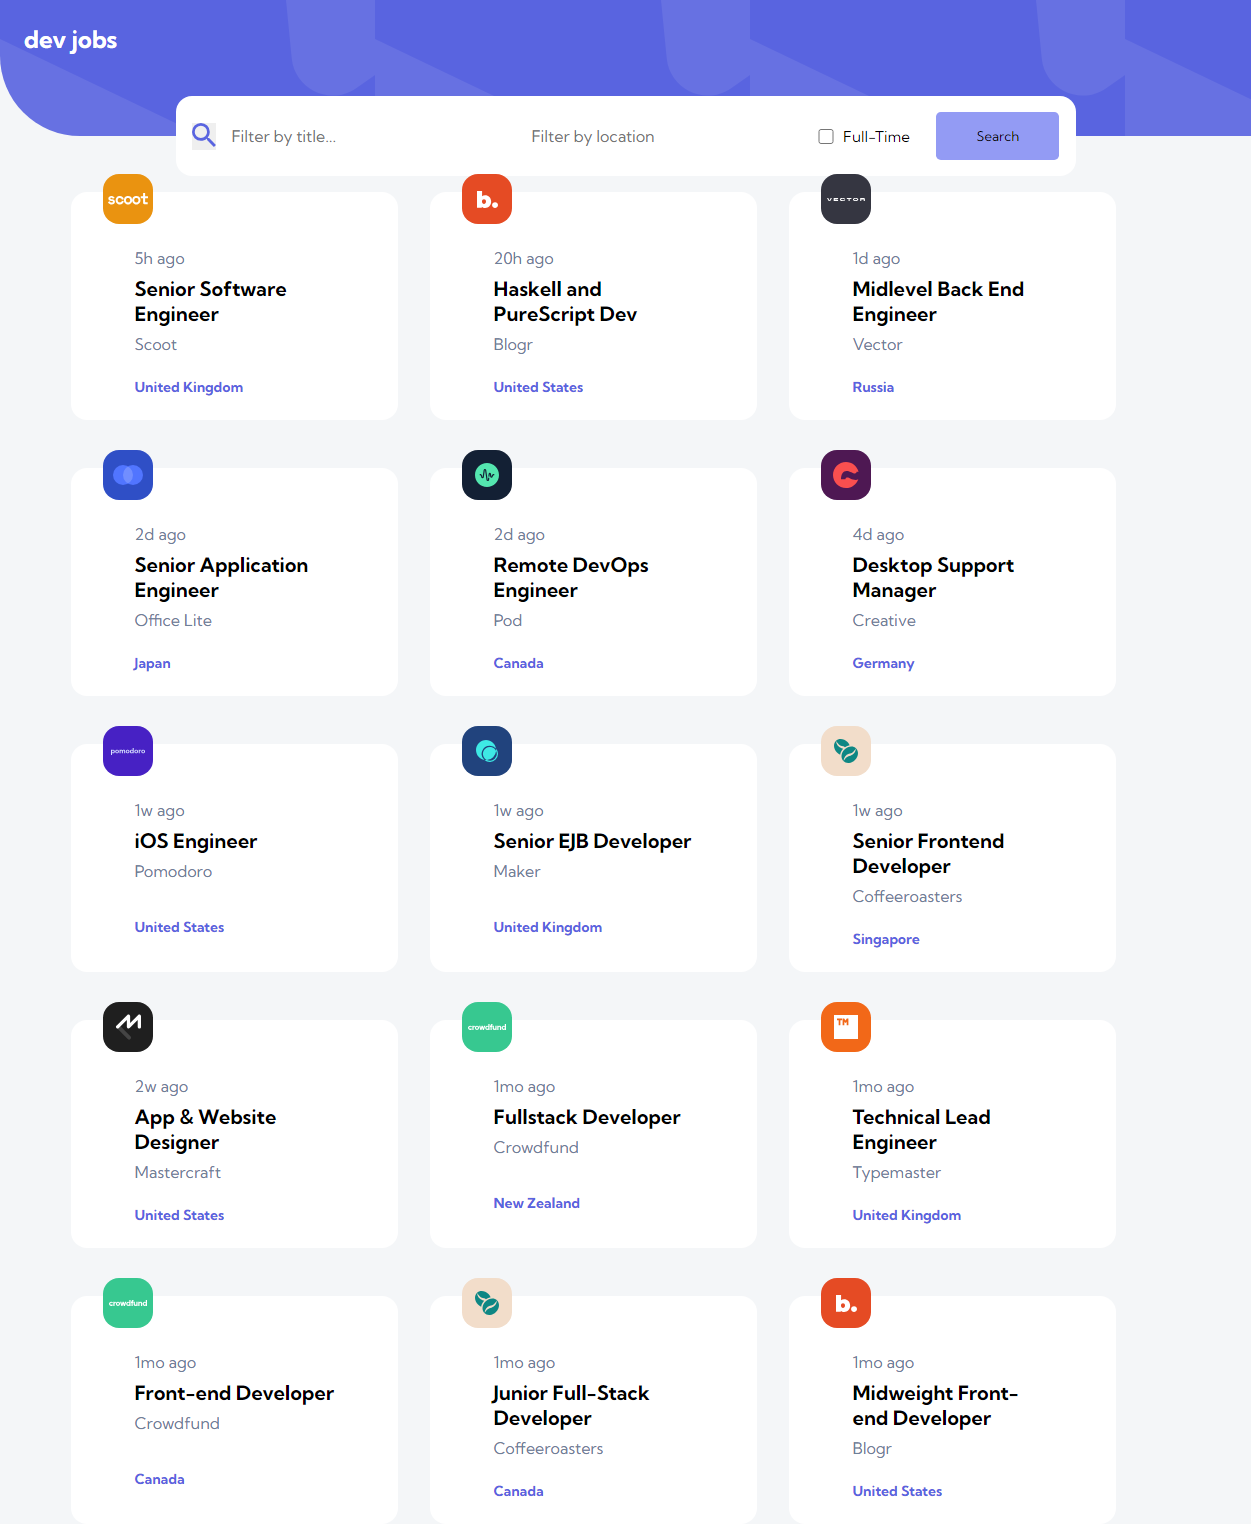 dev jobs
Filter by title...
Filter by location
Full-Time
Search
scoot
5h ago
Senior Software
Engineer
Scoot
United Kingdom
b.
20h ago
Haskell and
PureScript Dev
Blogr
United States
VECTOR
1d ago
Midlevel Back End
Engineer
Vector
Russia
2d ago
Senior Application
Engineer
Office Lite
Japan
2d ago
Remote DevOps
Engineer
Pod
Canada
4d ago
Desktop Support
Manager
Creative
Germany
pomodoro
1w ago
iOS Engineer
Pomodoro
United States
1w ago
Senior EJB Developer
Maker
United Kingdom
1w ago
Senior Frontend
Developer
Coffeeroasters
Singapore
2w ago
App & Website
Designer
Mastercraft
United States
crowdfund
1mo ago
Fullstack Developer
Crowdfund
New Zealand
TM
1mo ago
Technical Lead
Engineer
Typemaster
United Kingdom
crowdfund
1mo ago
Front-end Developer
Crowdfund
Canada
1mo ago
Junior Full-Stack
Developer
Coffeeroasters
Canada
b.
1mo ago
Midweight Front-
end Developer
Blogr
United States